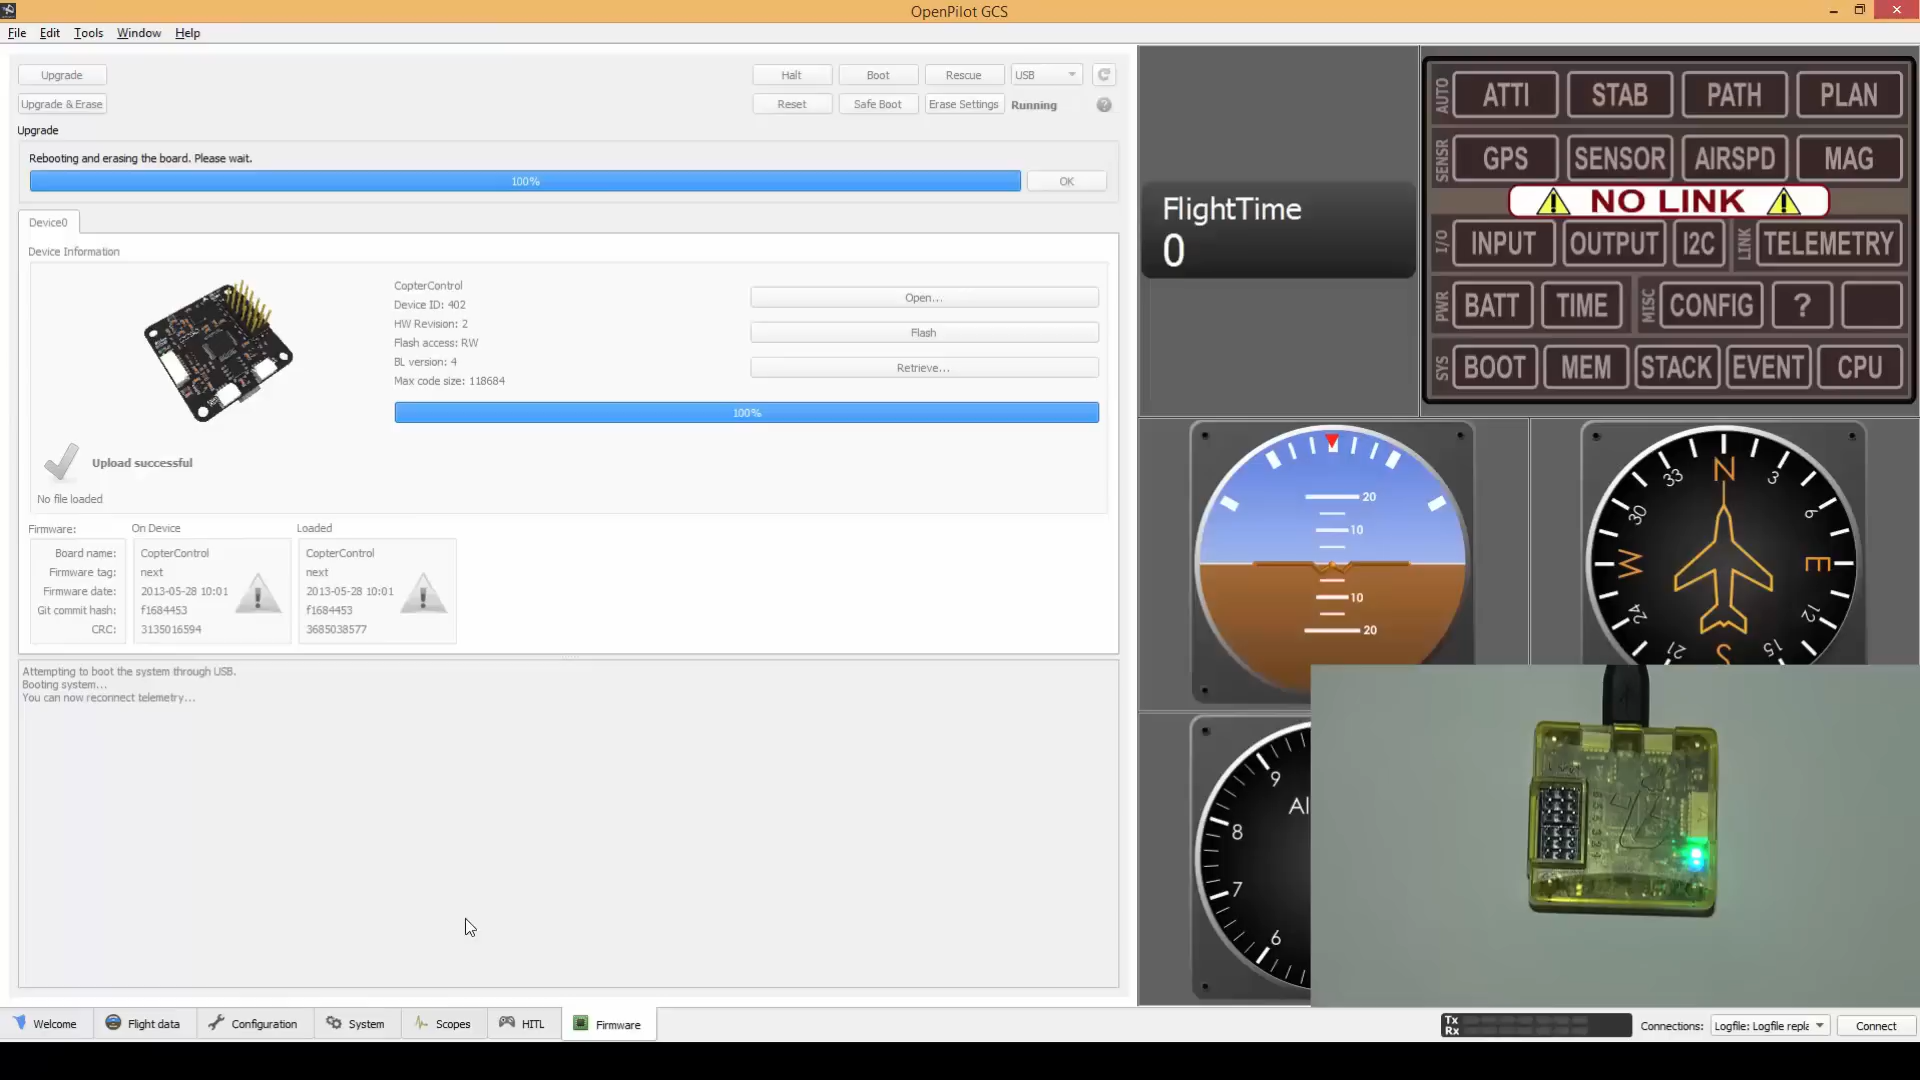 OpenPilot GCS
File Edit Tools Window Help
Upgrade Halt Boot Rescue USB
Upgrade & Erase Reset Safe Boot Erase Settings Running ?
Upgrade
Rebooting and erasing the board. Please wait.
100% OK
Device0
Device Information
CopterControl
Device ID: 402
HW Revision: 2
Flash access: RW
BL version: 4
Max code size: 118684
Open...
Flash
Retrieve...
100%
Upload successful
No file loaded
Firmware: On Device Loaded
Board name: CopterControl CopterControl
Firmware tag: next next
Firmware date: 2013-05-28 10:01 2013-05-28 10:01
Git commit hash: f1684453 f1684453
CRC: 3135016594 3685038577
Attempting to boot the system through USB.
Booting system...
You can now reconnect telemetry...
FlightTime
0
AUTO ATTI STAB PATH PLAN
SENSR GPS SENSOR AIRSPD MAG
NO LINK
I/O INPUT OUTPUT I2C LINK TELEMETRY
PWR BATT TIME MISC CONFIG ?
SYS BOOT MEM STACK EVENT CPU
20
10
10
20
N 3 6 E 12 15 S 21 24 W 30 33
9
8
7
6
Al
Welcome Flight data Configuration System Scopes HITL Firmware
Tx
Rx
Connections: Logfile: Logfile repla Connect